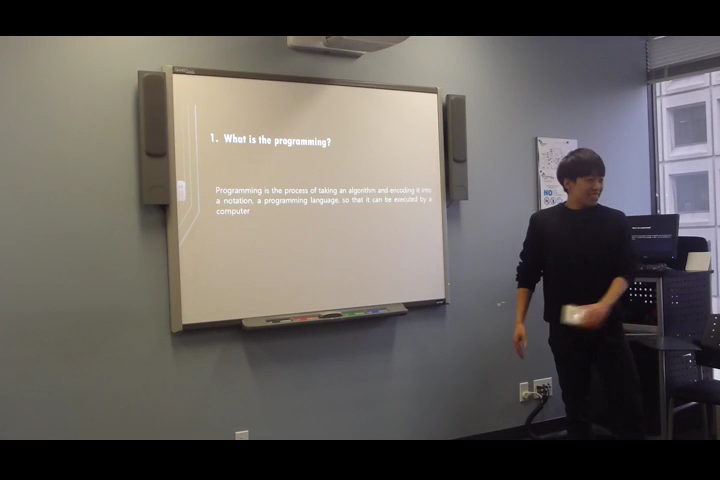 1. What is the programming?
Programming is the process of taking an algorithm and encoding it into
a notation, a programming language, so that it can be executed by a
computer
NO